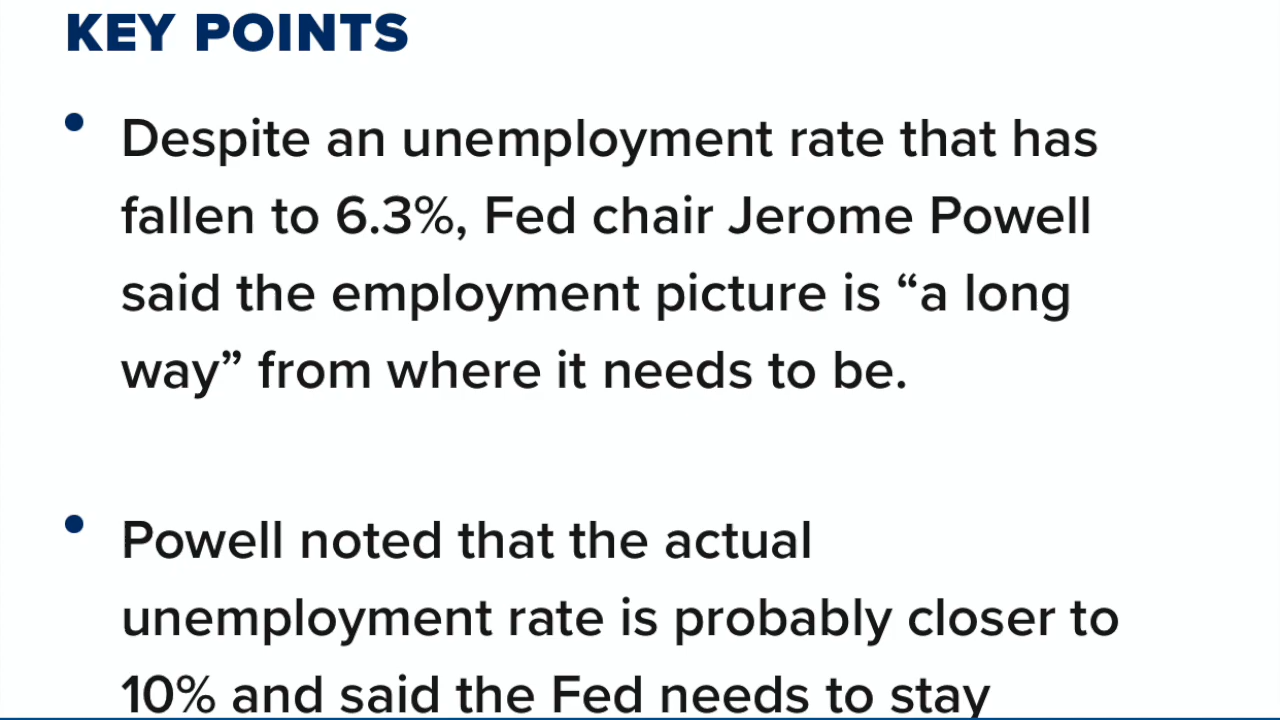 KEY POINTS
• Despite an unemployment rate that has
fallen to 6.3%, Fed chair Jerome Powell
said the employment picture is “a long
way” from where it needs to be.
• Powell noted that the actual
unemployment rate is probably closer to
10% and said the Fed needs to stay